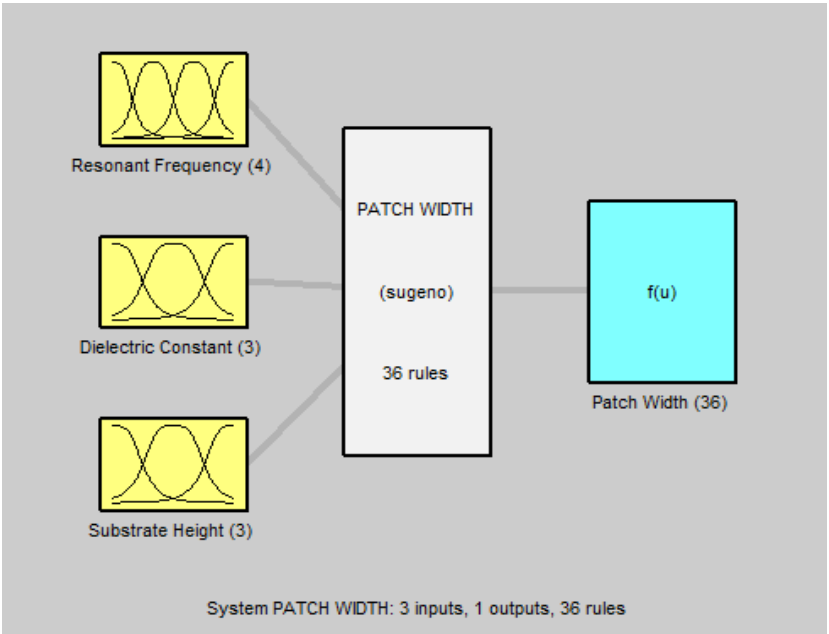 Resonant Frequency (4)
Dielectric Constant (3)
Substrate Height (3)
PATCH WIDTH
(sugeno)
36 rules
f(u)
Patch Width (36)
System PATCH WIDTH: 3 inputs, 1 outputs, 36 rules